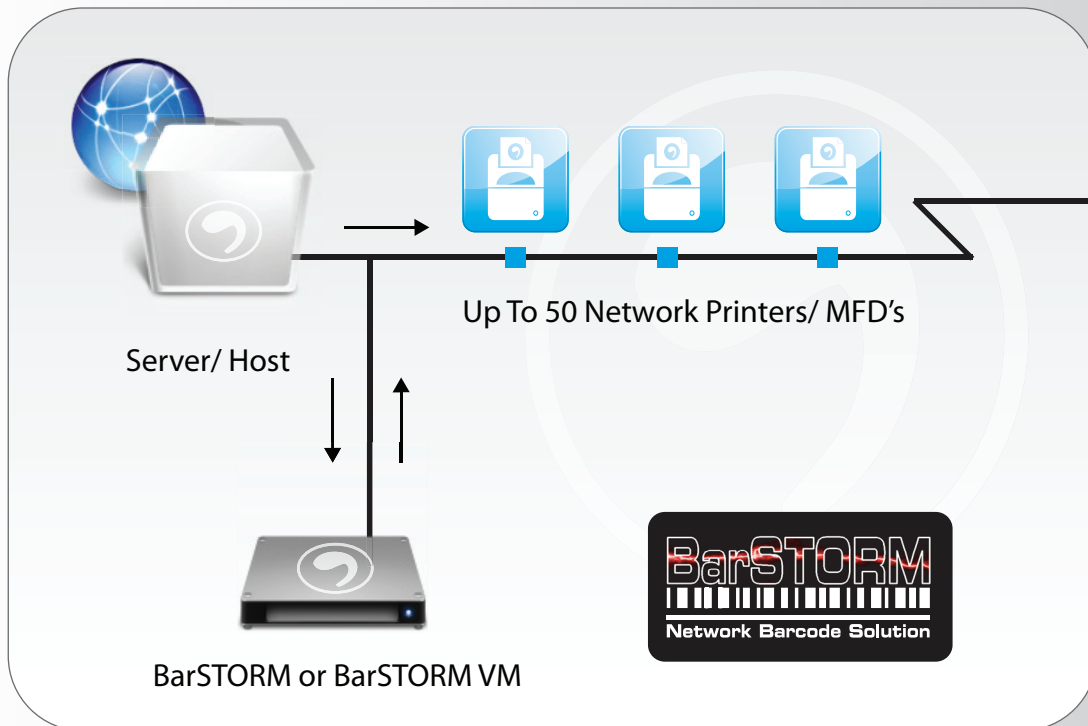 Up To 50 Network Printers/ MFD’s
Server/ Host
BarSTORM
Network Barcode Solution
BarSTORM or BarSTORM VM